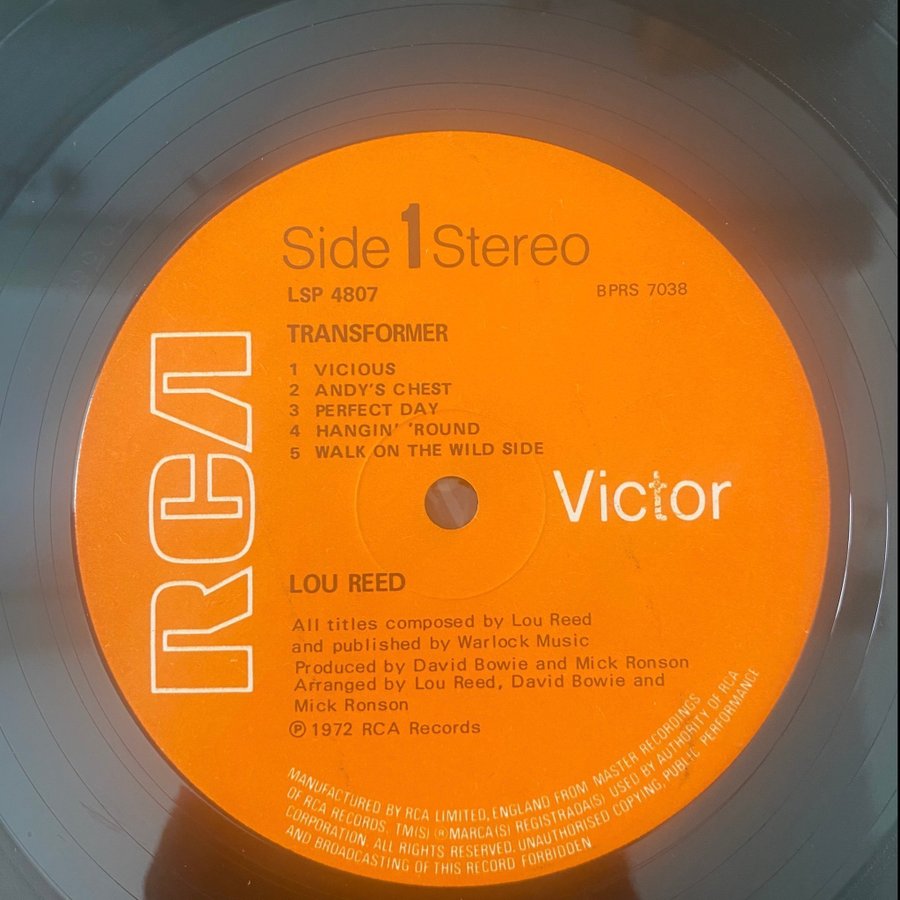 Side 1 Stereo
LSP 4807 BPRS 7038
TRANSFORMER
1 VICIOUS
2 ANDY'S CHEST
3 PERFECT DAY
4 HANGIN' 'ROUND
5 WALK ON THE WILD SIDE
RCA
Victor
LOU REED
All titles composed by Lou Reed
and published by Warlock Music
Produced by David Bowie and Mick Ronson
Arranged by Lou Reed, David Bowie and
Mick Ronson
℗ 1972 RCA Records
MANUFACTURED BY RCA LIMITED, ENGLAND FROM MASTER RECORDINGS
OF RCA RECORDS. TM(S) ® MARCA(S) REGISTRADA(S) USED BY AUTHORITY OF RCA
CORPORATION. ALL RIGHTS RESERVED. UNAUTHORISED COPYING, PUBLIC PERFORMANCE
AND BROADCASTING OF THIS RECORD FORBIDDEN